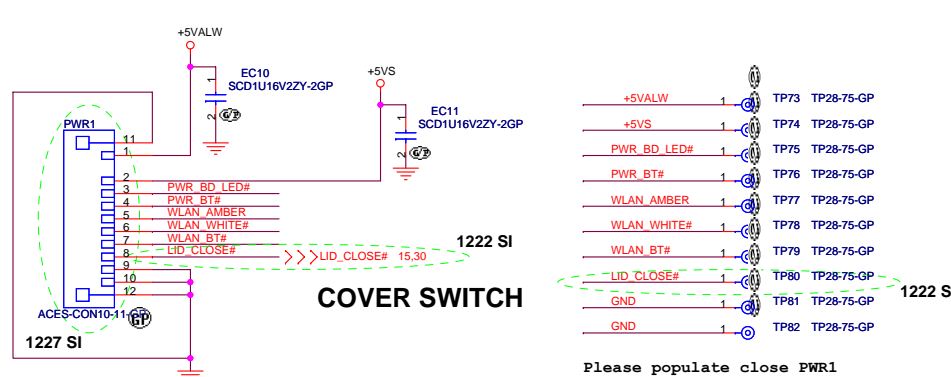 +5VALW
EC10
SCD1U16V2ZY-2GP
1
2
G/P
+5VS
EC11
SCD1U16V2ZY-2GP
1
2
G/P
PWR1
11
1
2
3 PWR_BD_LED#
4 PWR_BT#
5 WLAN_AMBER
6 WLAN_WHITE#
7 WLAN_BT#
8 LID_CLOSE#
LID_CLOSE# 15,30
9
10
12
ACES-CON10-11-GP
GP
1222 SI
1227 SI
COVER SWITCH
+5VALW 1 TP73 TP28-75-GP
+5VS 1 TP74 TP28-75-GP
PWR_BD_LED# 1 TP75 TP28-75-GP
PWR_BT# 1 TP76 TP28-75-GP
WLAN_AMBER 1 TP77 TP28-75-GP
WLAN_WHITE# 1 TP78 TP28-75-GP
WLAN_BT# 1 TP79 TP28-75-GP
LID_CLOSE# 1 TP80 TP28-75-GP
1222 S
GND 1 TP81 TP28-75-GP
GND 1 TP82 TP28-75-GP
Please populate close PWR1